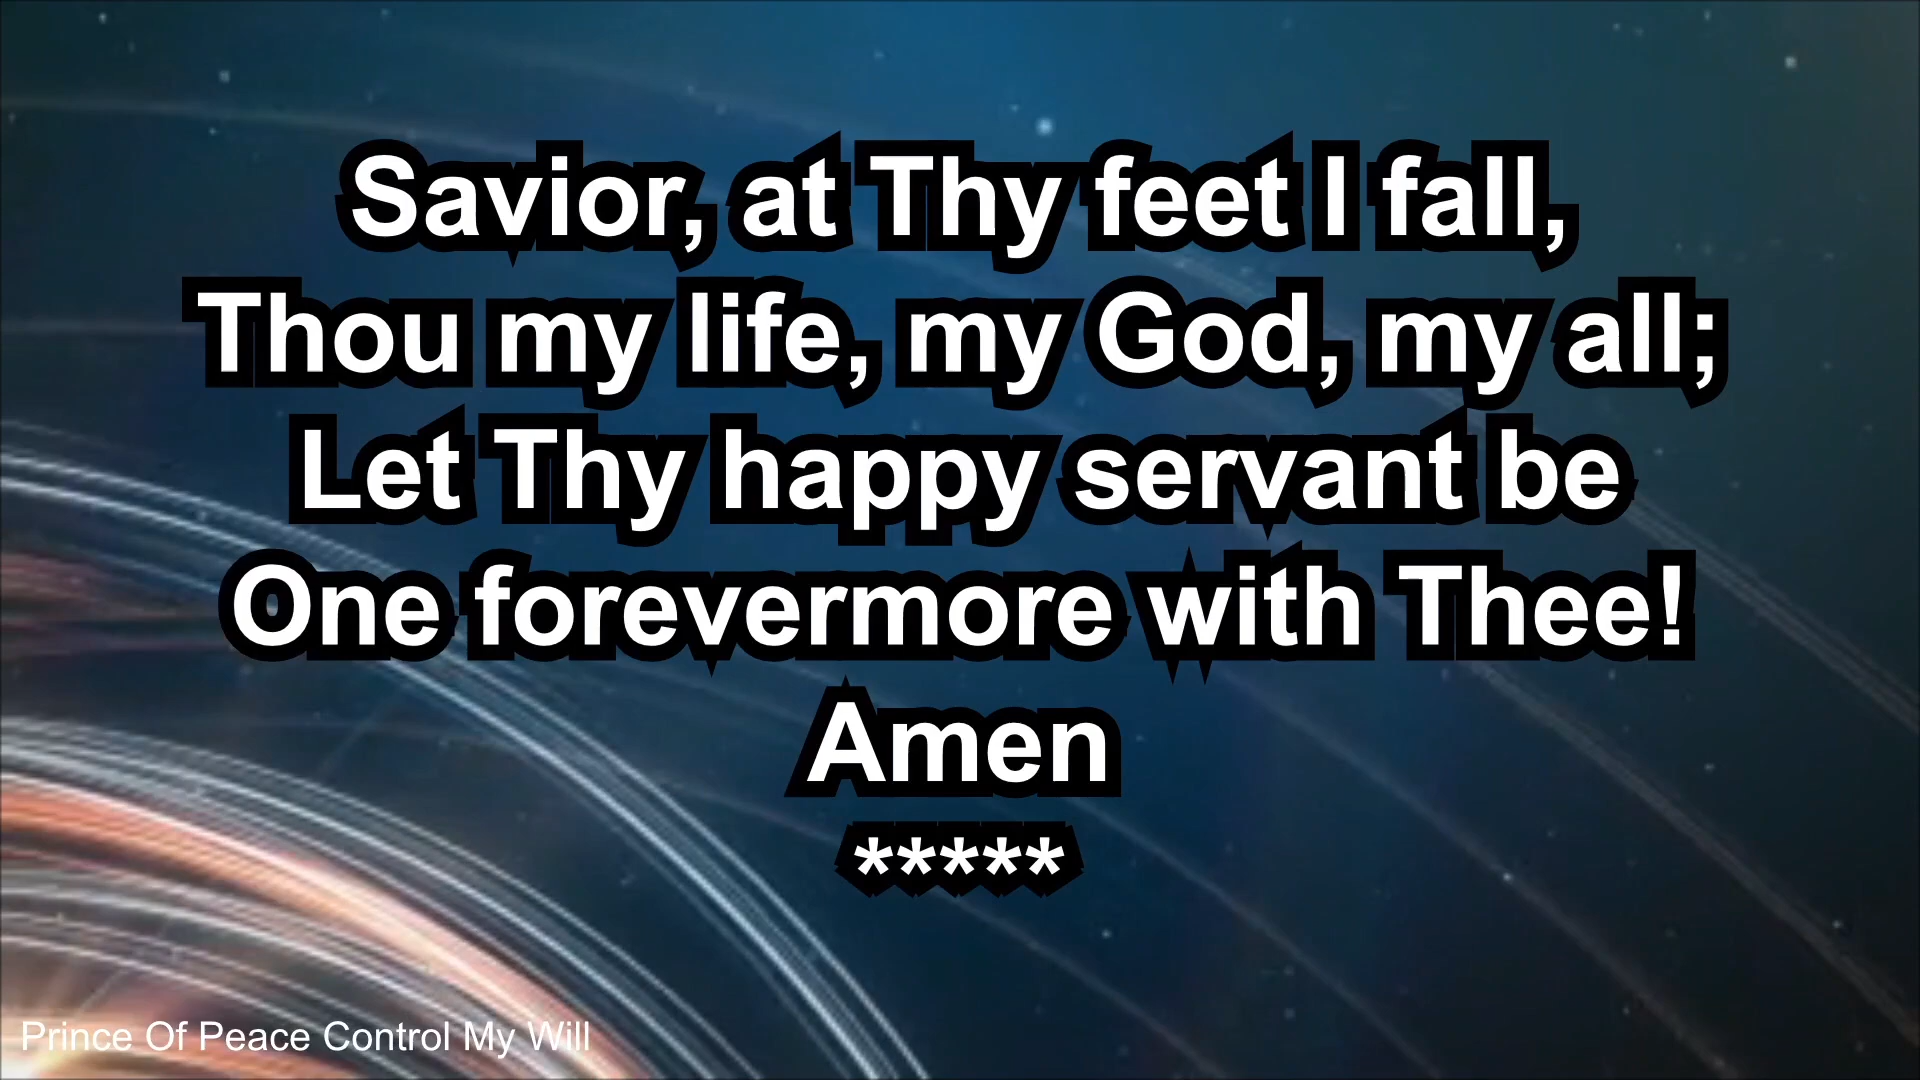 Savior, at Thy feet I fall,
Thou my life, my God, my all;
Let Thy happy servant be
One forevermore with Thee!
Amen
*****
Prince Of Peace Control My Will